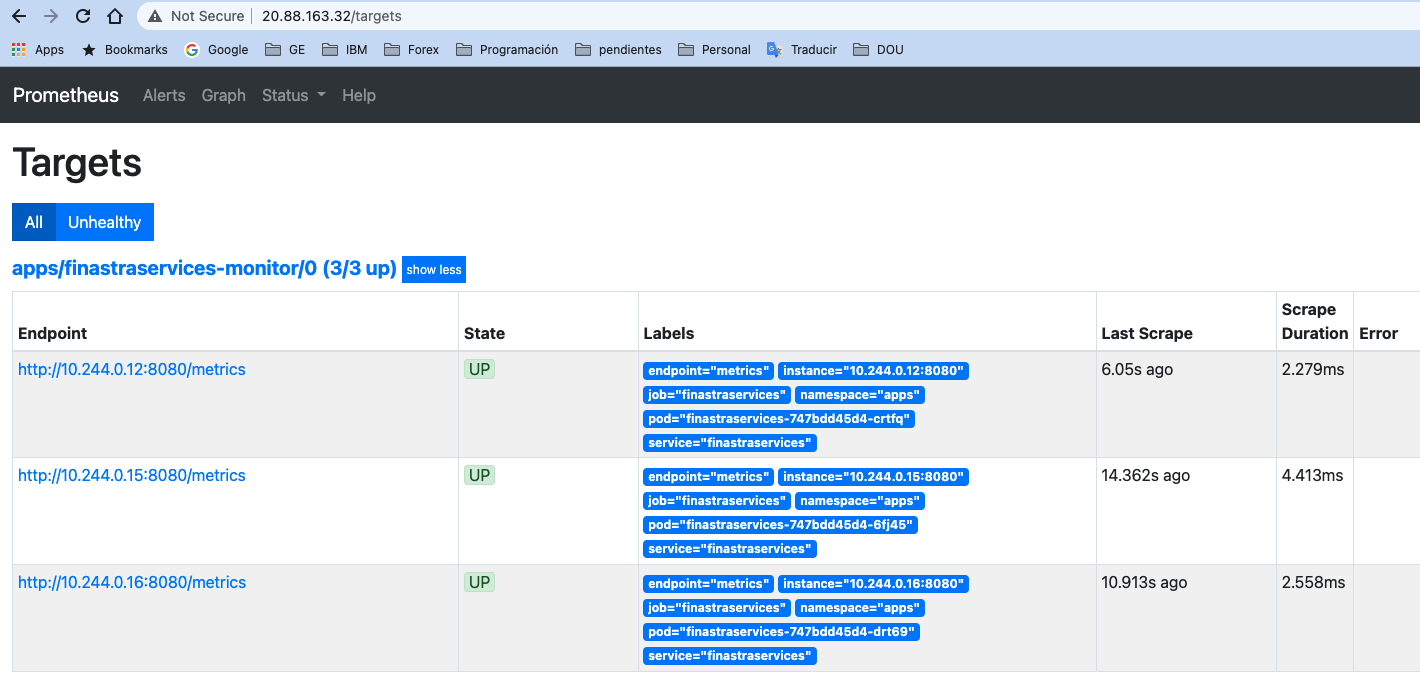 Not Secure 20.88.163.32/targets
Apps Bookmarks Google GE IBM Forex Programación pendientes Personal Traducir DOU
Prometheus Alerts Graph Status Help
Targets
All Unhealthy
apps/finastraservices-monitor/0 (3/3 up) show less
Endpoint State Labels Last Scrape Scrape Duration Error
http://10.244.0.12:8080/metrics UP endpoint="metrics" instance="10.244.0.12:8080" 6.05s ago 2.279ms
job="finastraservices" namespace="apps"
pod="finastraservices-747bdd45d4-crtfq"
service="finastraservices"
http://10.244.0.15:8080/metrics UP endpoint="metrics" instance="10.244.0.15:8080" 14.362s ago 4.413ms
job="finastraservices" namespace="apps"
pod="finastraservices-747bdd45d4-6fj45"
service="finastraservices"
http://10.244.0.16:8080/metrics UP endpoint="metrics" instance="10.244.0.16:8080" 10.913s ago 2.558ms
job="finastraservices" namespace="apps"
pod="finastraservices-747bdd45d4-drt69"
service="finastraservices"